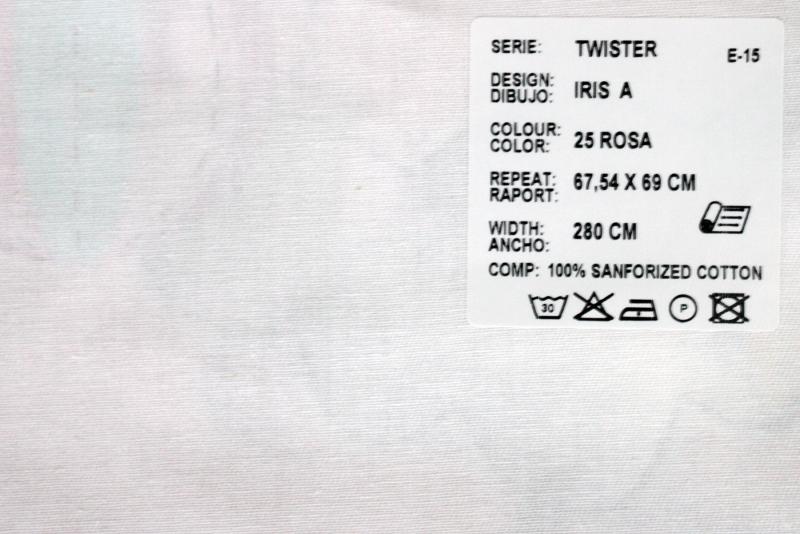 SERIE: TWISTER E-15
DESIGN:
DIBUJO: IRIS A
COLOUR:
COLOR: 25 ROSA
REPEAT: 67,54 X 69 CM
RAPORT:
WIDTH: 280 CM
ANCHO:
COMP: 100% SANFORIZED COTTON
30 P